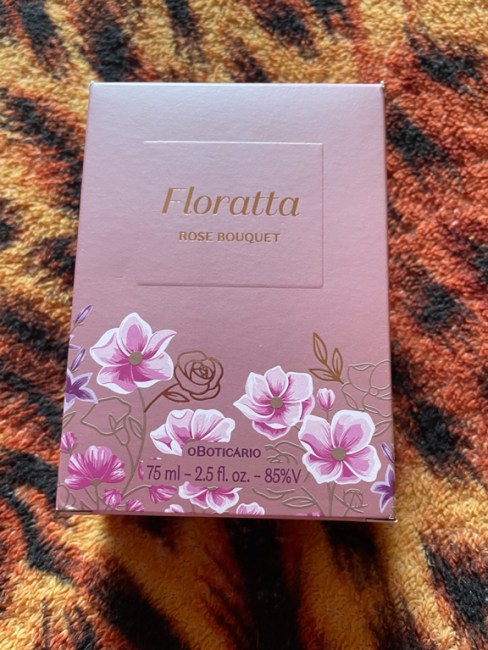 Floratta
ROSE BOUQUET
oBOTICÁRIO
75 ml - 2.5 fl. oz. - 85%V